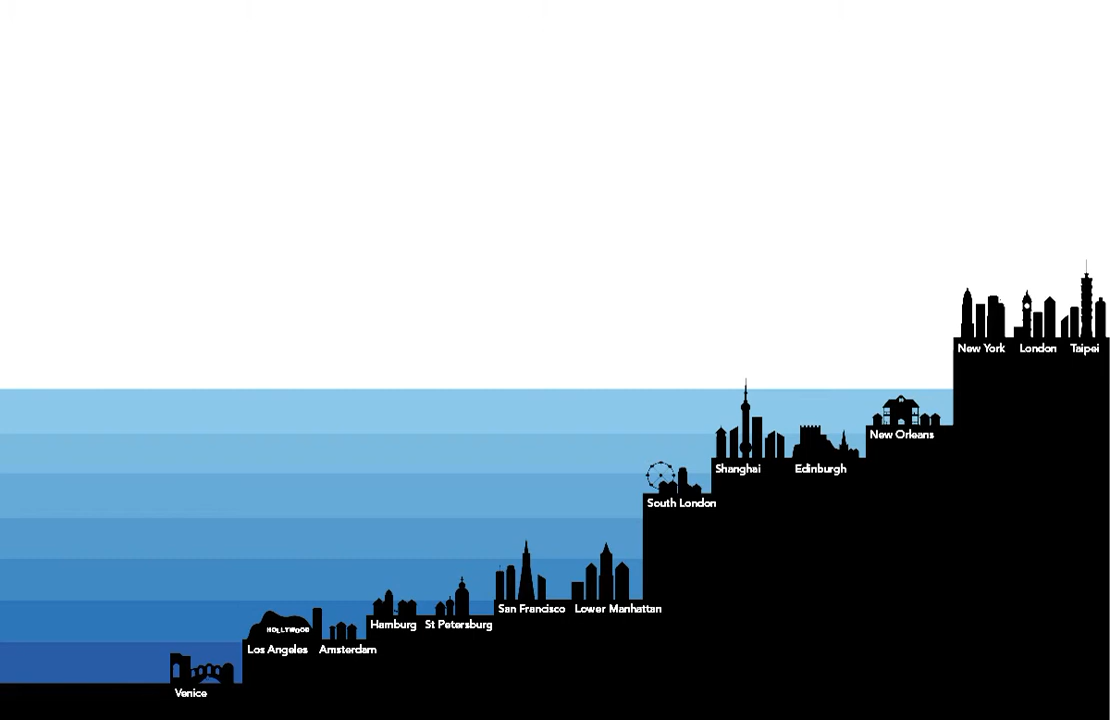 New York
London
Taipei
New Orleans
Shanghai
Edinburgh
South London
San Francisco
Lower Manhattan
Hamburg
St Petersburg
HOLLYWOOD
Los Angeles
Amsterdam
Venice